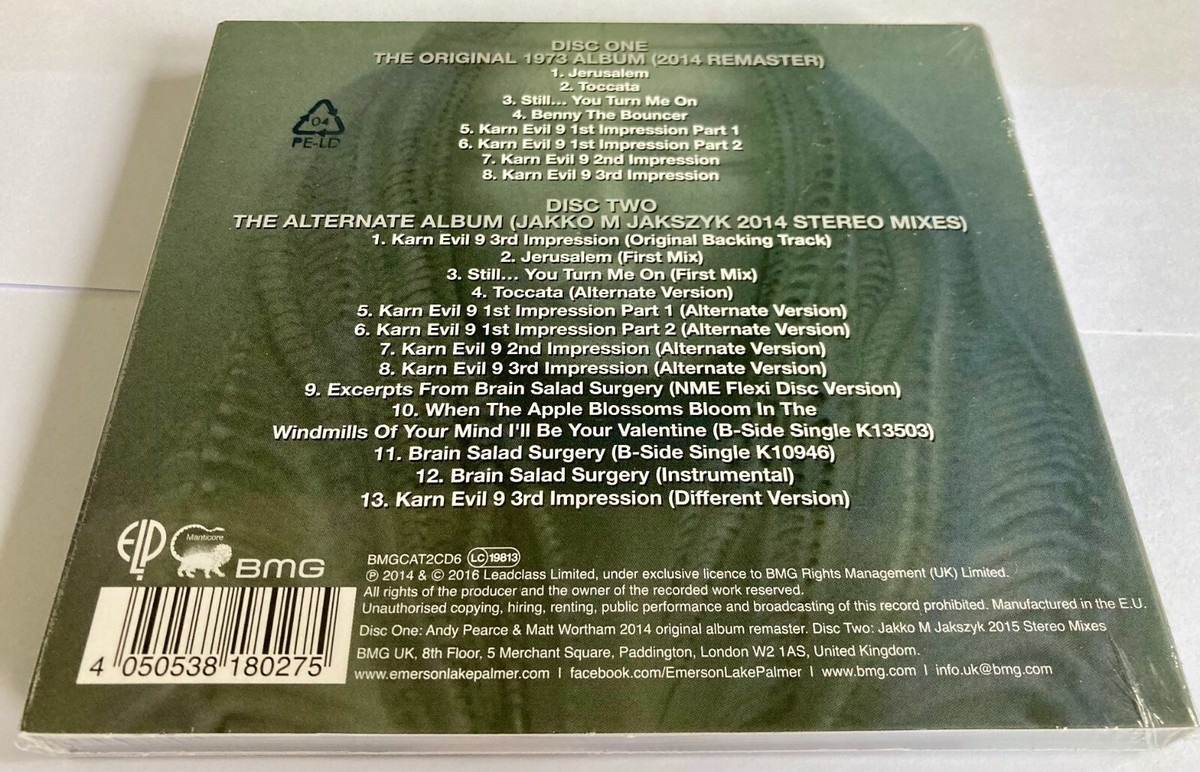 DISC ONE
THE ORIGINAL 1973 ALBUM (2014 REMASTER)
1. Jerusalem
2. Toccata
3. Still... You Turn Me On
4. Benny The Bouncer
5. Karn Evil 9 1st Impression Part 1
6. Karn Evil 9 1st Impression Part 2
7. Karn Evil 9 2nd Impression
8. Karn Evil 9 3rd Impression
04
PE-LD
DISC TWO
THE ALTERNATE ALBUM (JAKKO M JAKSZYK 2014 STEREO MIXES)
1. Karn Evil 9 3rd Impression (Original Backing Track)
2. Jerusalem (First Mix)
3. Still... You Turn Me On (First Mix)
4. Toccata (Alternate Version)
5. Karn Evil 9 1st Impression Part 1 (Alternate Version)
6. Karn Evil 9 1st Impression Part 2 (Alternate Version)
7. Karn Evil 9 2nd Impression (Alternate Version)
8. Karn Evil 9 3rd Impression (Alternate Version)
9. Excerpts From Brain Salad Surgery (NME Flexi Disc Version)
10. When The Apple Blossoms Bloom In The
Windmills Of Your Mind I'll Be Your Valentine (B-Side Single K13503)
11. Brain Salad Surgery (B-Side Single K10946)
12. Brain Salad Surgery (Instrumental)
13. Karn Evil 9 3rd Impression (Different Version)
ELP Manticore BMG
BMGCAT2CD6 LC 19813
℗ 2014 & © 2016 Leadclass Limited, under exclusive licence to BMG Rights Management (UK) Limited.
All rights of the producer and the owner of the recorded work reserved.
Unauthorised copying, hiring, renting, public performance and broadcasting of this record prohibited. Manufactured in the E.U.
Disc One: Andy Pearce & Matt Wortham 2014 original album remaster. Disc Two: Jakko M Jakszyk 2015 Stereo Mixes
BMG UK, 8th Floor, 5 Merchant Square, Paddington, London W2 1AS, United Kingdom.
www.emersonlakepalmer.com | facebook.com/EmersonLakePalmer | www.bmg.com | info.uk@bmg.com
4 050538 180275